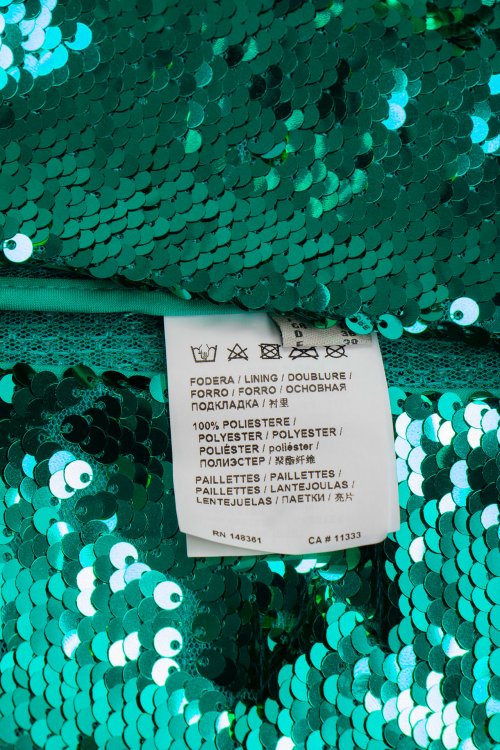 FODERA / LINING / DOUBLURE /
FORRO / FORRO / ОСНОВНАЯ
ПОДКЛАДКА / 衬里
100% POLIESTERE /
POLYESTER / POLYESTER /
POLIÉSTER / poliéster /
ПОЛИЭСТЕР / 聚酯纤维
PAILLETTES / PAILLETTES /
PAILLETTES / LANTEJOULAS /
LENTEJUELAS / ПАЕТКИ / 亮片
RN 148361 CA # 11333